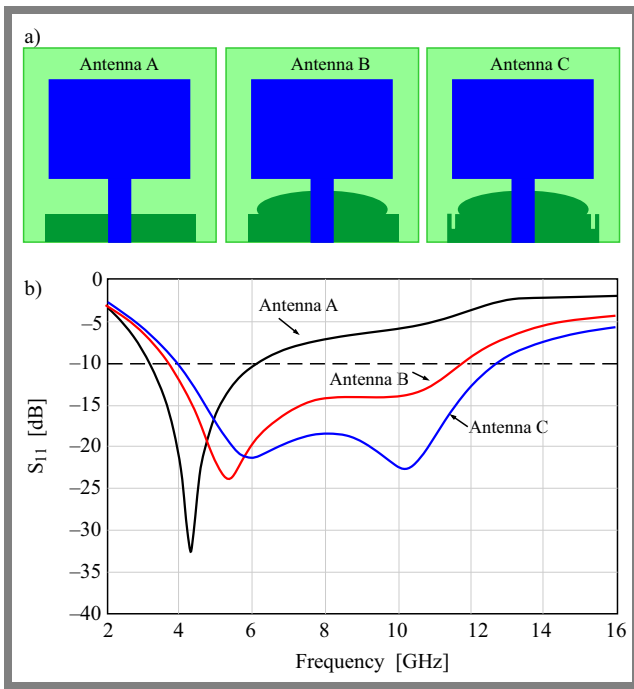 a)
Antenna A
Antenna B
Antenna C
b)
0
–5
–10
–15
–20
–25
–30
–35
–40
S11 [dB]
Antenna A
Antenna B
Antenna C
2
4
6
8
10
12
14
16
Frequency [GHz]